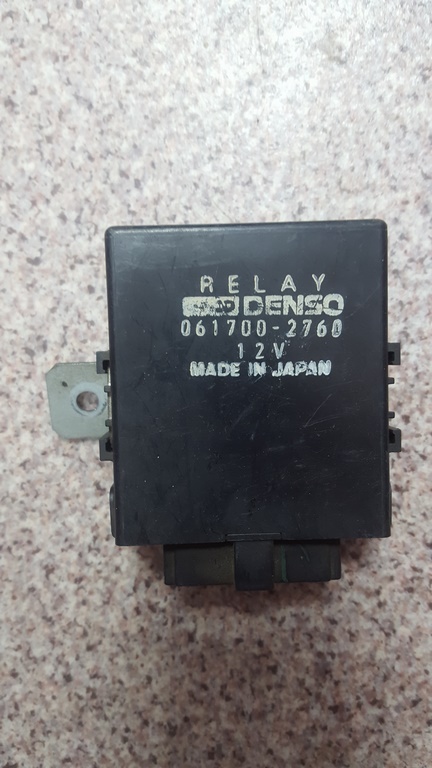 RELAY
DENSO
061700-2760
12V
MADE IN JAPAN